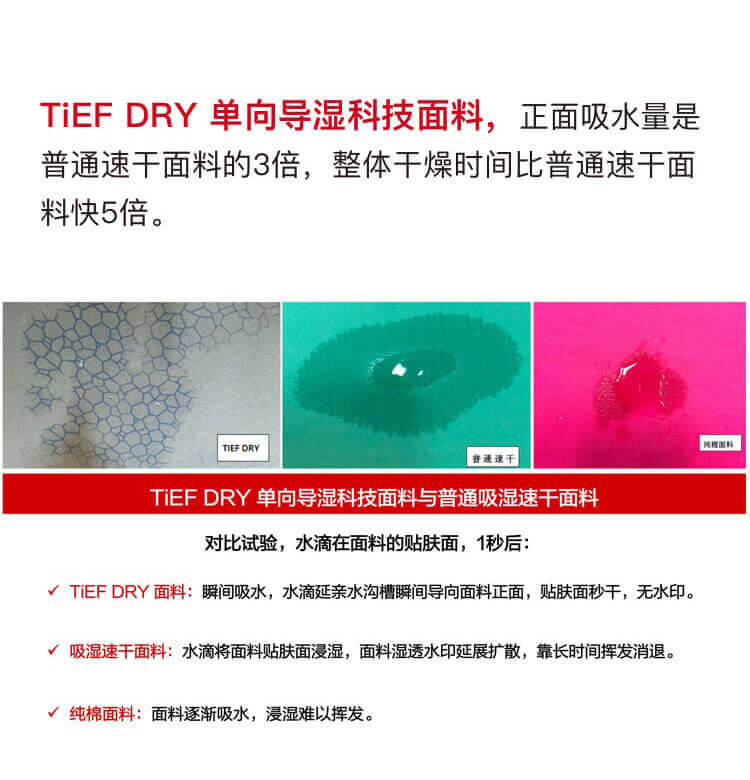 TiEF DRY 单向导湿科技面料，正面吸水量是
普通速干面料的3倍，整体干燥时间比普通速干面
料快5倍。
TIEF DRY
普通速干
纯棉面料
TiEF DRY 单向导湿科技面料与普通吸湿速干面料
对比试验，水滴在面料的贴肤面，1秒后：
TiEF DRY 面料：瞬间吸水，水滴延亲水沟槽瞬间导向面料正面，贴肤面秒干，无水印。
吸湿速干面料：水滴将面料贴肤面浸湿，面料湿透水印延展扩散，靠长时间挥发消退。
纯棉面料：面料逐渐吸水，浸湿难以挥发。